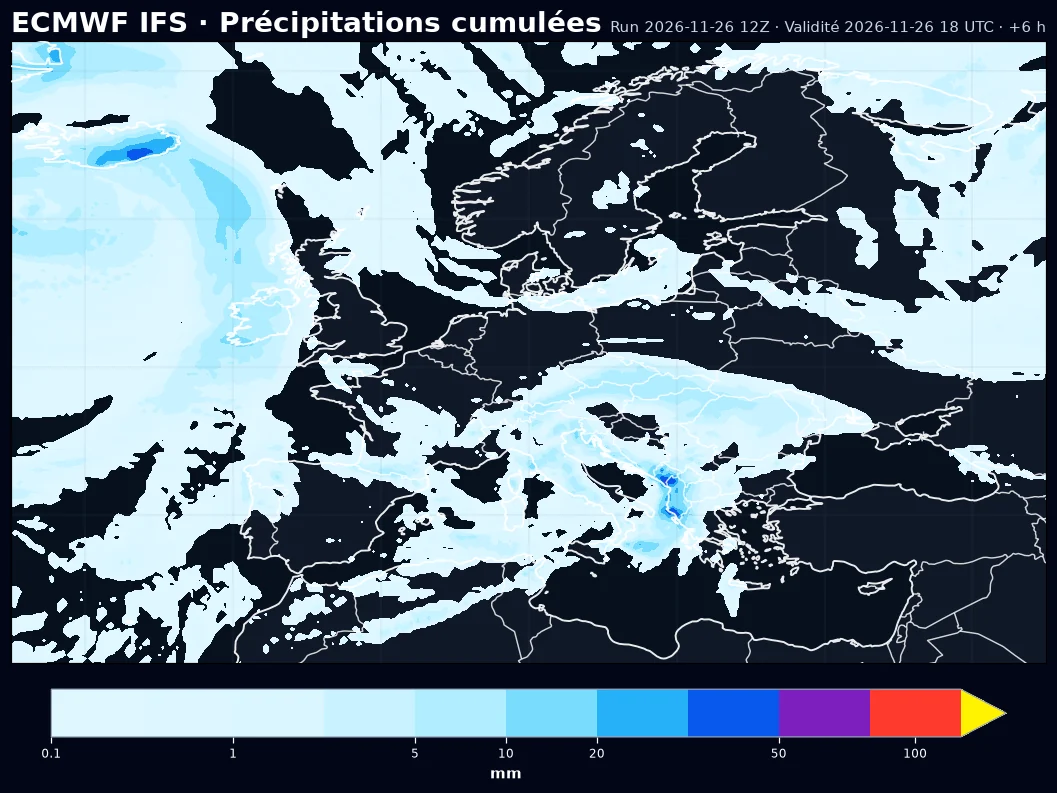 ECMWF IFS · Précipitations cumulées Run 2026-11-26 12Z · Validité 2026-11-26 18 UTC · +6 h
0.1 1 5 10 20 50 100
mm